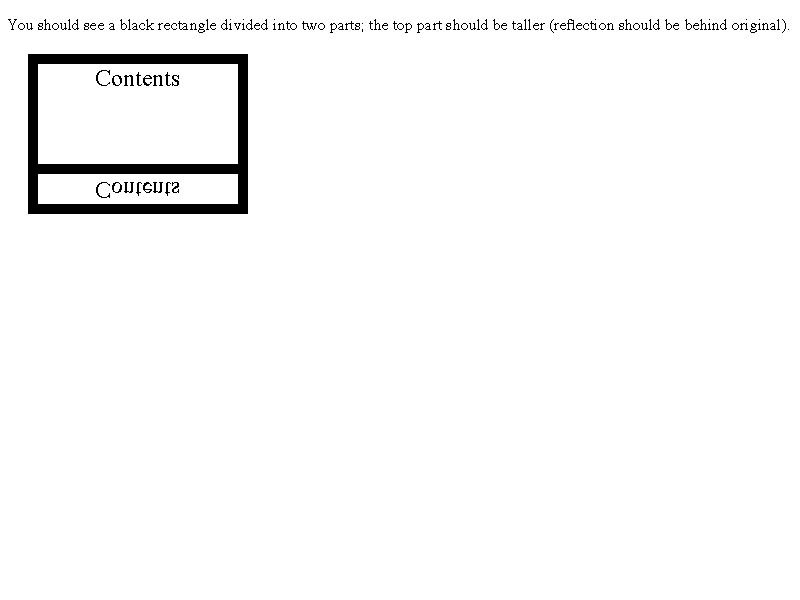 You should see a black rectangle divided into two parts; the top part should be taller (reflection should be behind original).
Contents
Contents